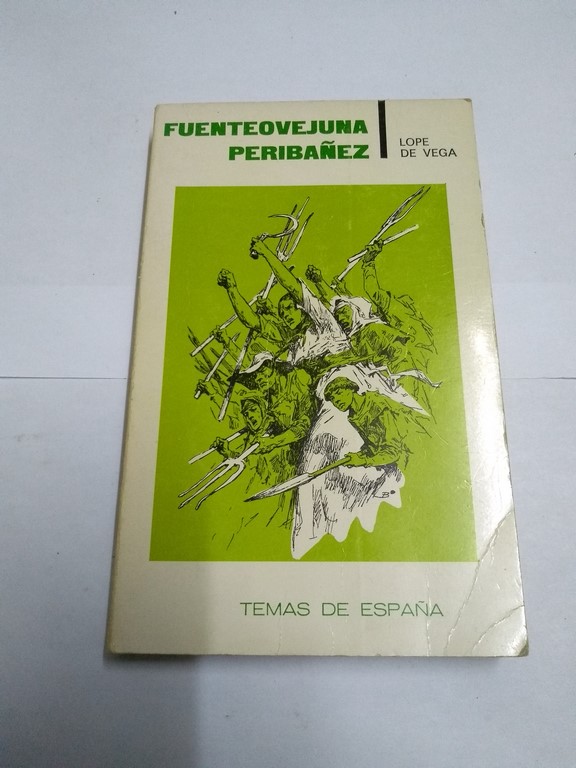 FUENTEOVEJUNA
PERIBAÑEZ
LOPE
DE VEGA
TEMAS DE ESPAÑA